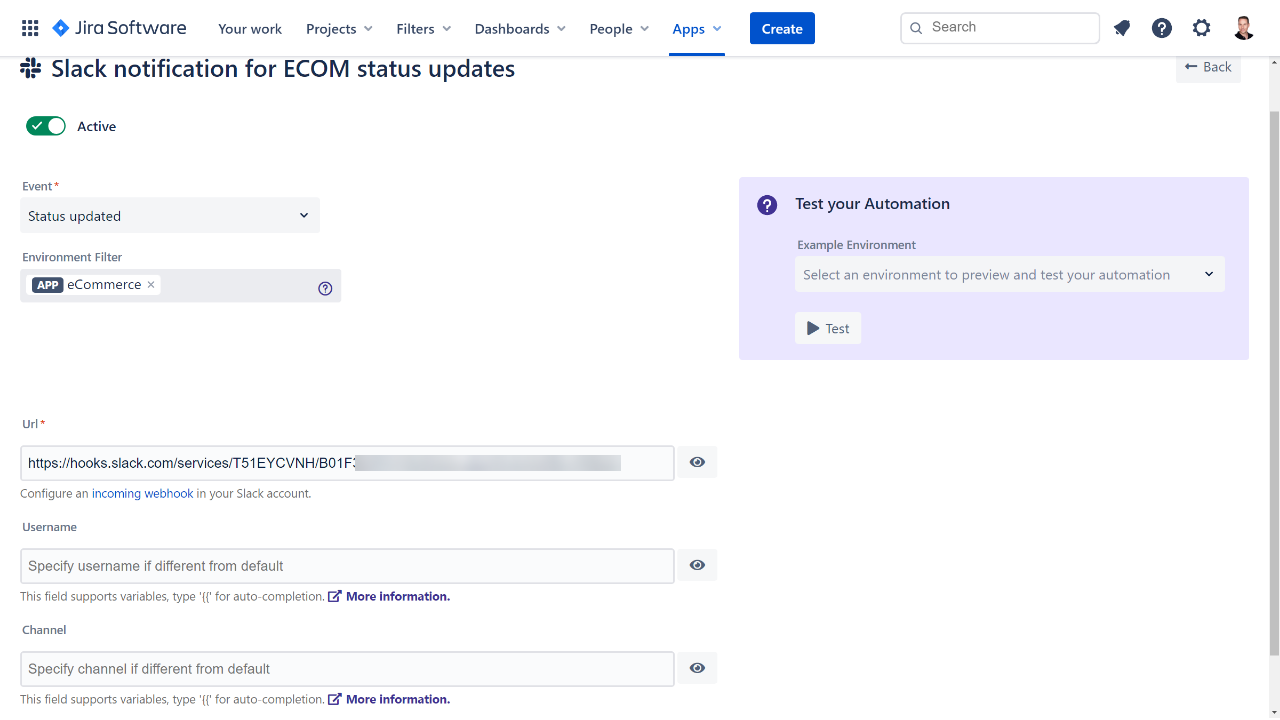 Jira Software Your work Projects Filters Dashboards People Apps Create Search
Slack notification for ECOM status updates
Back
Active
Event*
Status updated
Environment Filter
APP eCommerce ×
Test your Automation
Example Environment
Select an environment to preview and test your automation
Test
Url*
https://hooks.slack.com/services/T51EYCVNH/B01F
Configure an incoming webhook in your Slack account.
Username
Specify username if different from default
This field supports variables, type '{{' for auto-completion. More information.
Channel
Specify channel if different from default
This field supports variables, type '{{' for auto-completion. More information.